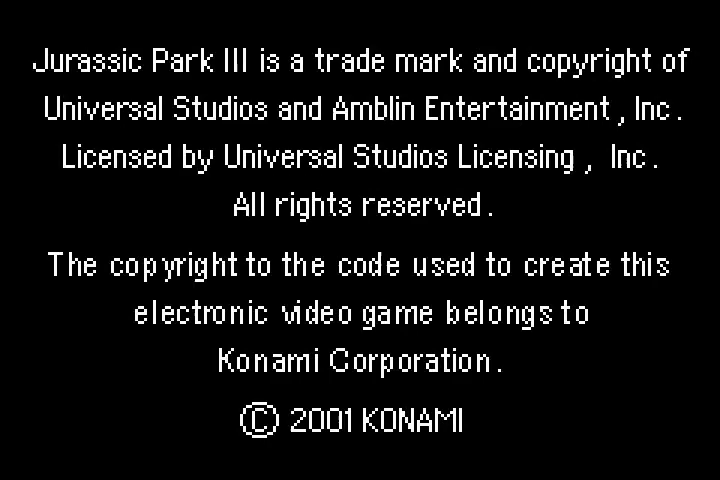 Jurassic Park III is a trade mark and copyright of
Universal Studios and Amblin Entertainment, Inc.
Licensed by Universal Studios Licensing, Inc.
All rights reserved.
The copyright to the code used to create this
electronic video game belongs to
Konami Corporation.
© 2001 KONAMI